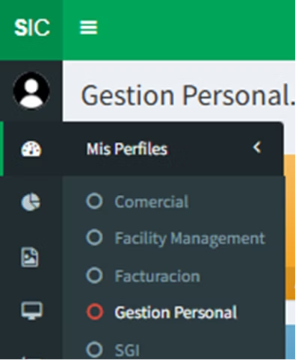 SIC
Gestion Personal.
Mis Perfiles
Comercial
Facility Management
Facturacion
Gestion Personal
SGI